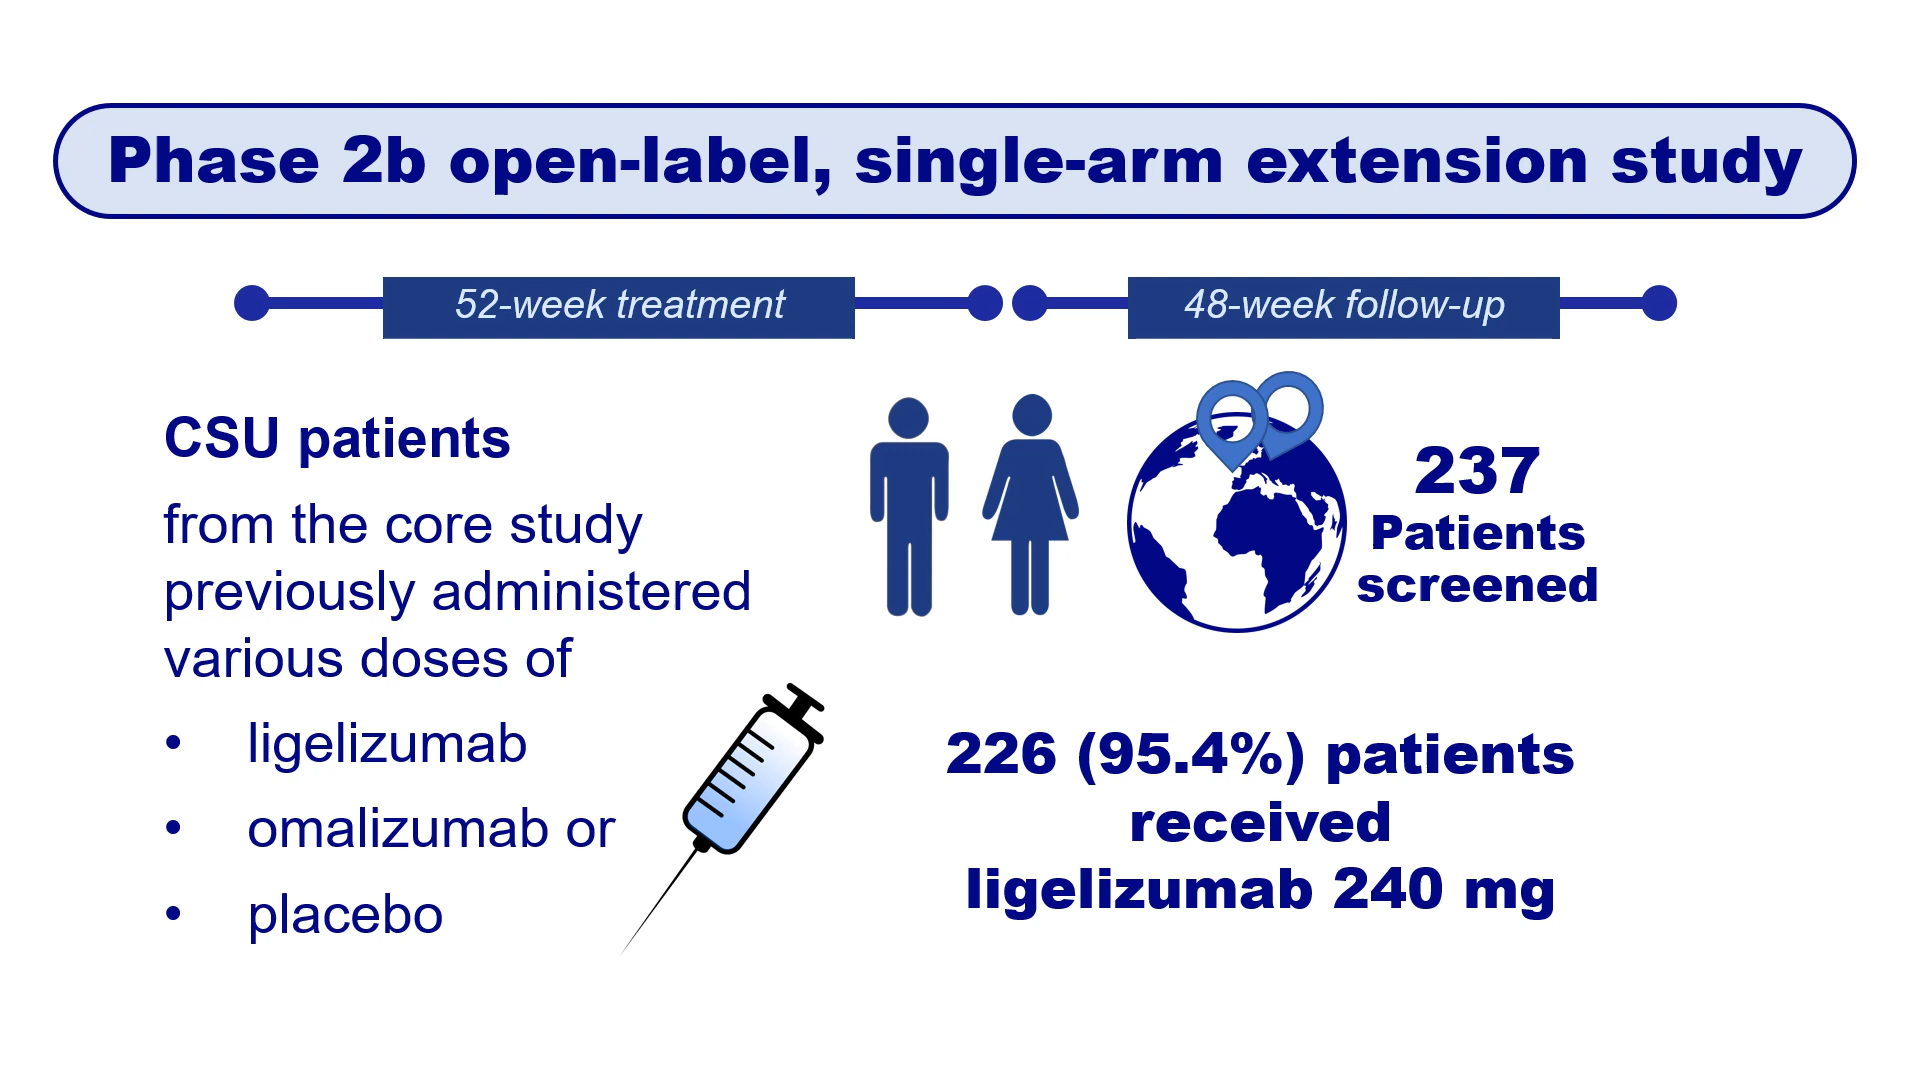 Phase 2b open-label, single-arm extension study
52-week treatment
48-week follow-up
CSU patients
from the core study
previously administered
various doses of
• ligelizumab
• omalizumab or
• placebo
237
Patients
screened
226 (95.4%) patients
received
ligelizumab 240 mg